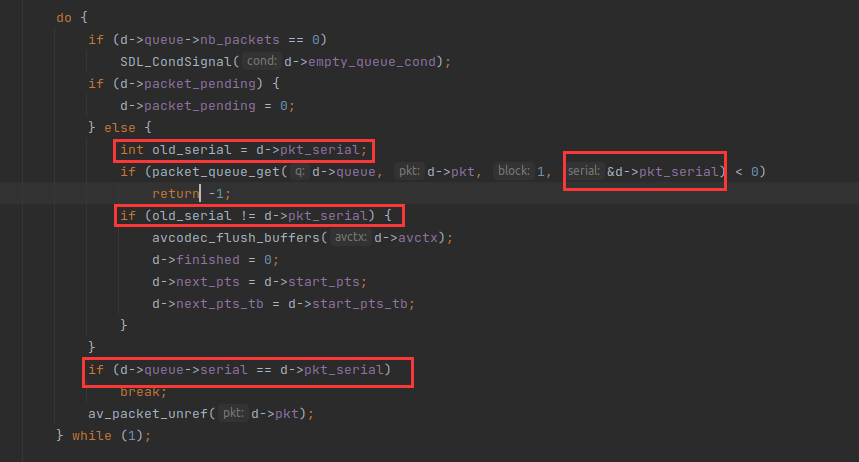 do {
if (d->queue->nb_packets == 0)
SDL_CondSignal( cond: d->empty_queue_cond);
if (d->packet_pending) {
d->packet_pending = 0;
} else {
int old_serial = d->pkt_serial;
if (packet_queue_get( q: d->queue, pkt: d->pkt, block: 1, serial: &d->pkt_serial) < 0)
return -1;
if (old_serial != d->pkt_serial) {
avcodec_flush_buffers( avctx: d->avctx);
d->finished = 0;
d->next_pts = d->start_pts;
d->next_pts_tb = d->start_pts_tb;
}
}
if (d->queue->serial == d->pkt_serial)
break;
av_packet_unref( pkt: d->pkt);
} while (1);